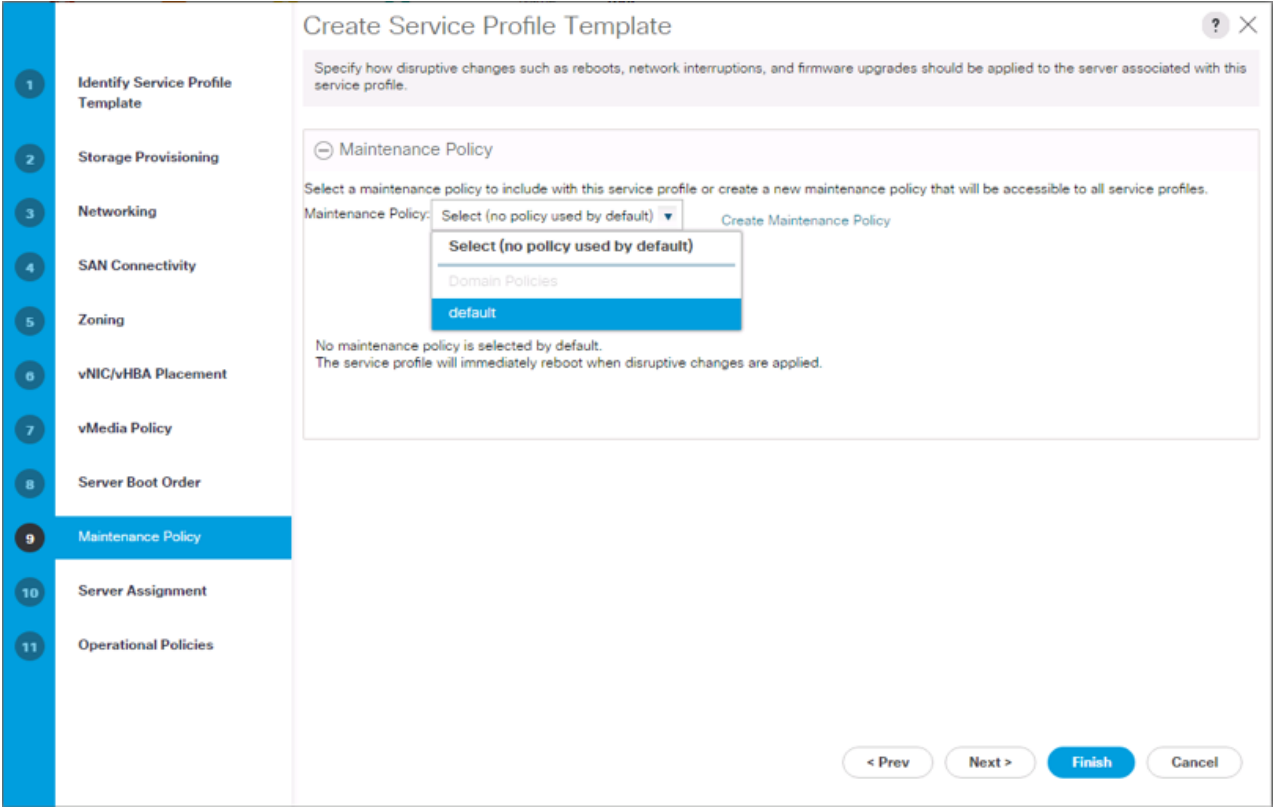 Create Service Profile Template
?
1
Identify Service Profile
Template
2
Storage Provisioning
3
Networking
4
SAN Connectivity
5
Zoning
6
vNIC/vHBA Placement
7
vMedia Policy
8
Server Boot Order
9
Maintenance Policy
10
Server Assignment
11
Operational Policies
Specify how disruptive changes such as reboots, network interruptions, and firmware upgrades should be applied to the server associated with this
service profile.
Maintenance Policy
Select a maintenance policy to include with this service profile or create a new maintenance policy that will be accessible to all service profiles.
Maintenance Policy: Select (no policy used by default) Create Maintenance Policy
Select (no policy used by default)
Domain Policies
default
No maintenance policy is selected by default.
The service profile will immediately reboot when disruptive changes are applied.
< Prev Next > Finish Cancel